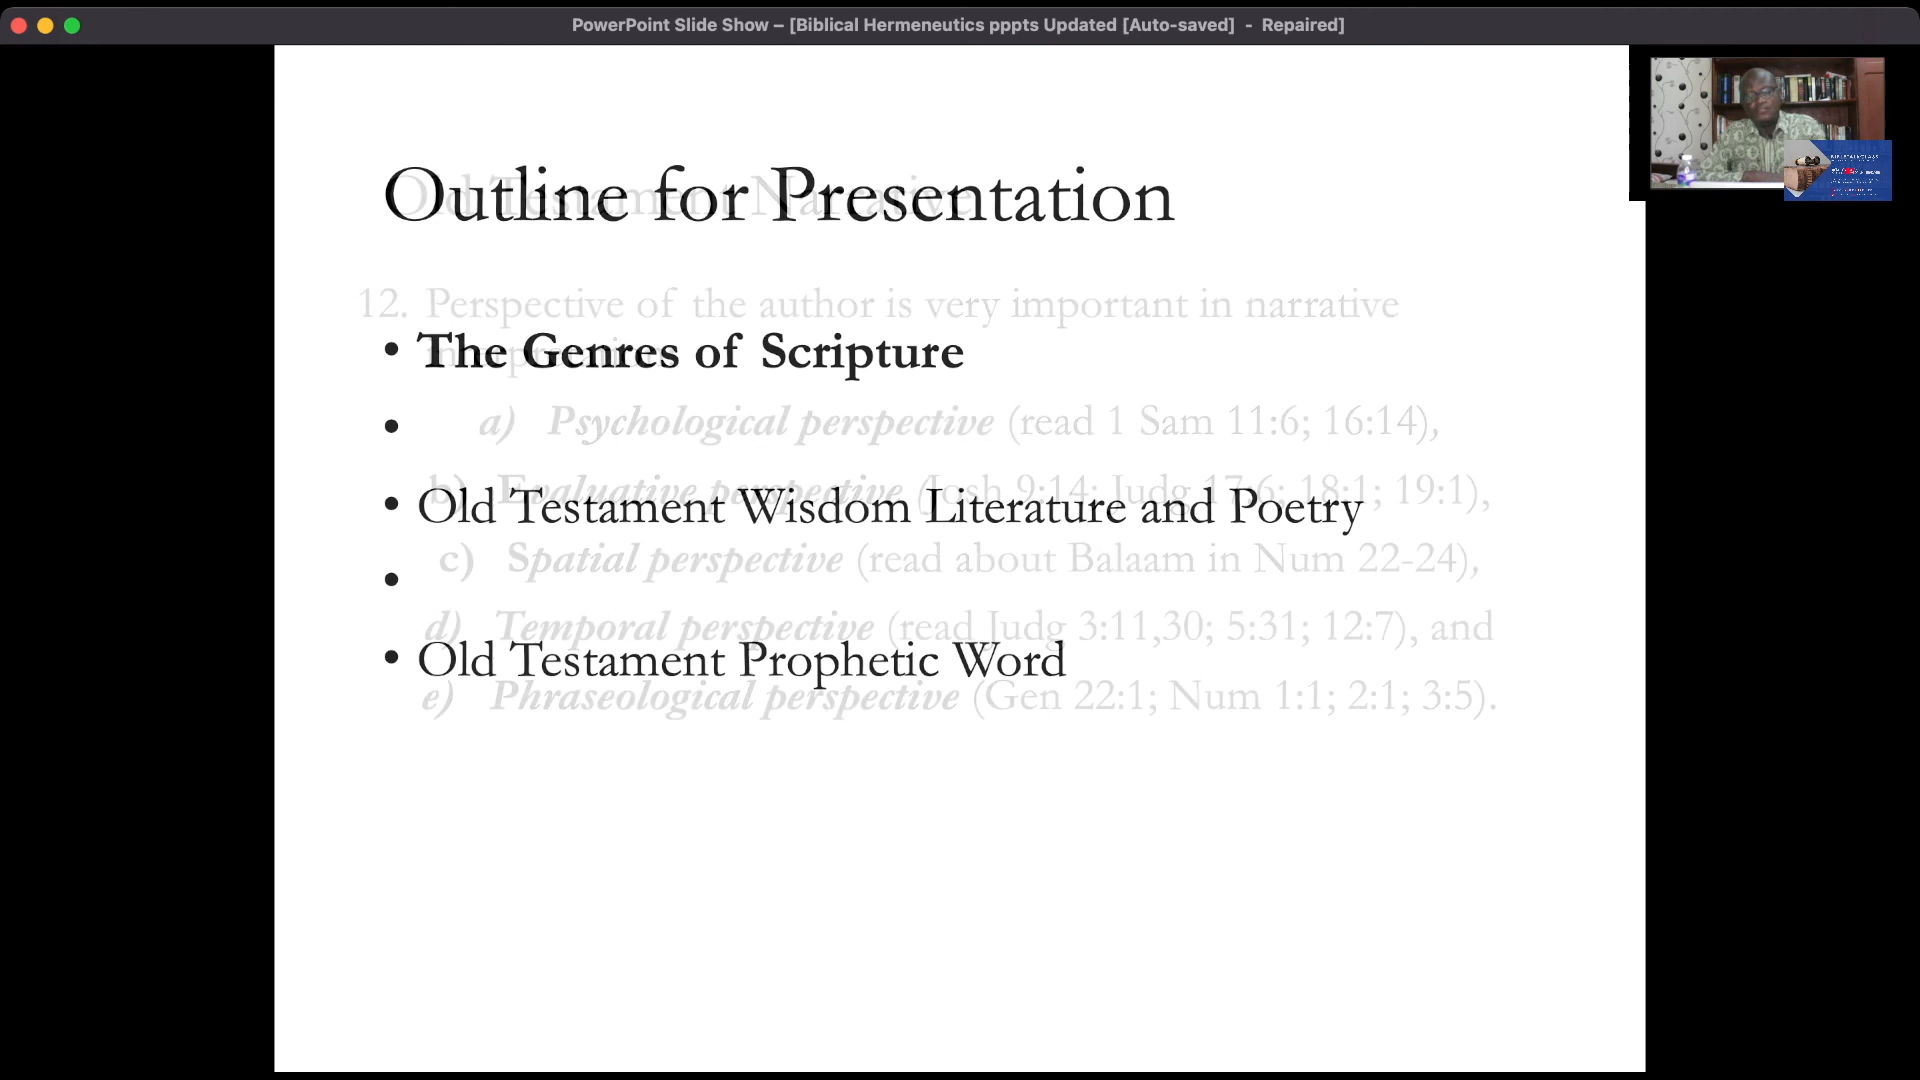 PowerPoint Slide Show – [Biblical Hermeneutics pppts Updated [Auto-saved]  -  Repaired]
Outline for Presentation
• The Genres of Scripture
•
• Old Testament Wisdom Literature and Poetry
•
• Old Testament Prophetic Word
Old Testament Narrative
12. Perspective of the author is very important in narrative
a) Psychological perspective (read 1 Sam 11:6; 16:14),
b) Evaluative perspective (Josh 9:14; Judg 17:6; 18:1; 19:1),
c) Spatial perspective (read about Balaam in Num 22-24),
d) Temporal perspective (read Judg 3:11,30; 5:31; 12:7), and
e) Phraseological perspective (Gen 22:1; Num 1:1; 2:1; 3:5).